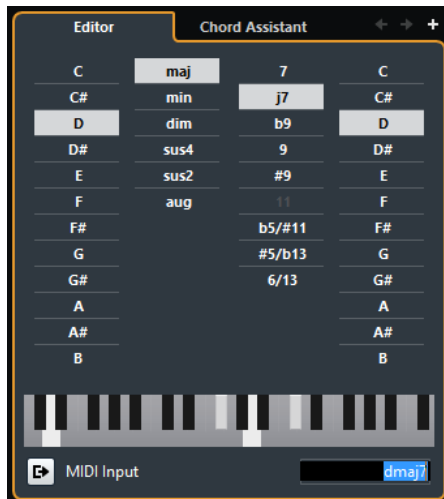 Editor Chord Assistant
C maj 7 C
C# min j7 C#
D dim b9 D
D# sus4 9 D#
E sus2 #9 E
F aug 11 F
F# b5/#11 F#
G #5/b13 G
G# 6/13 G#
A A
A# A#
B B
MIDI Input dmaj7